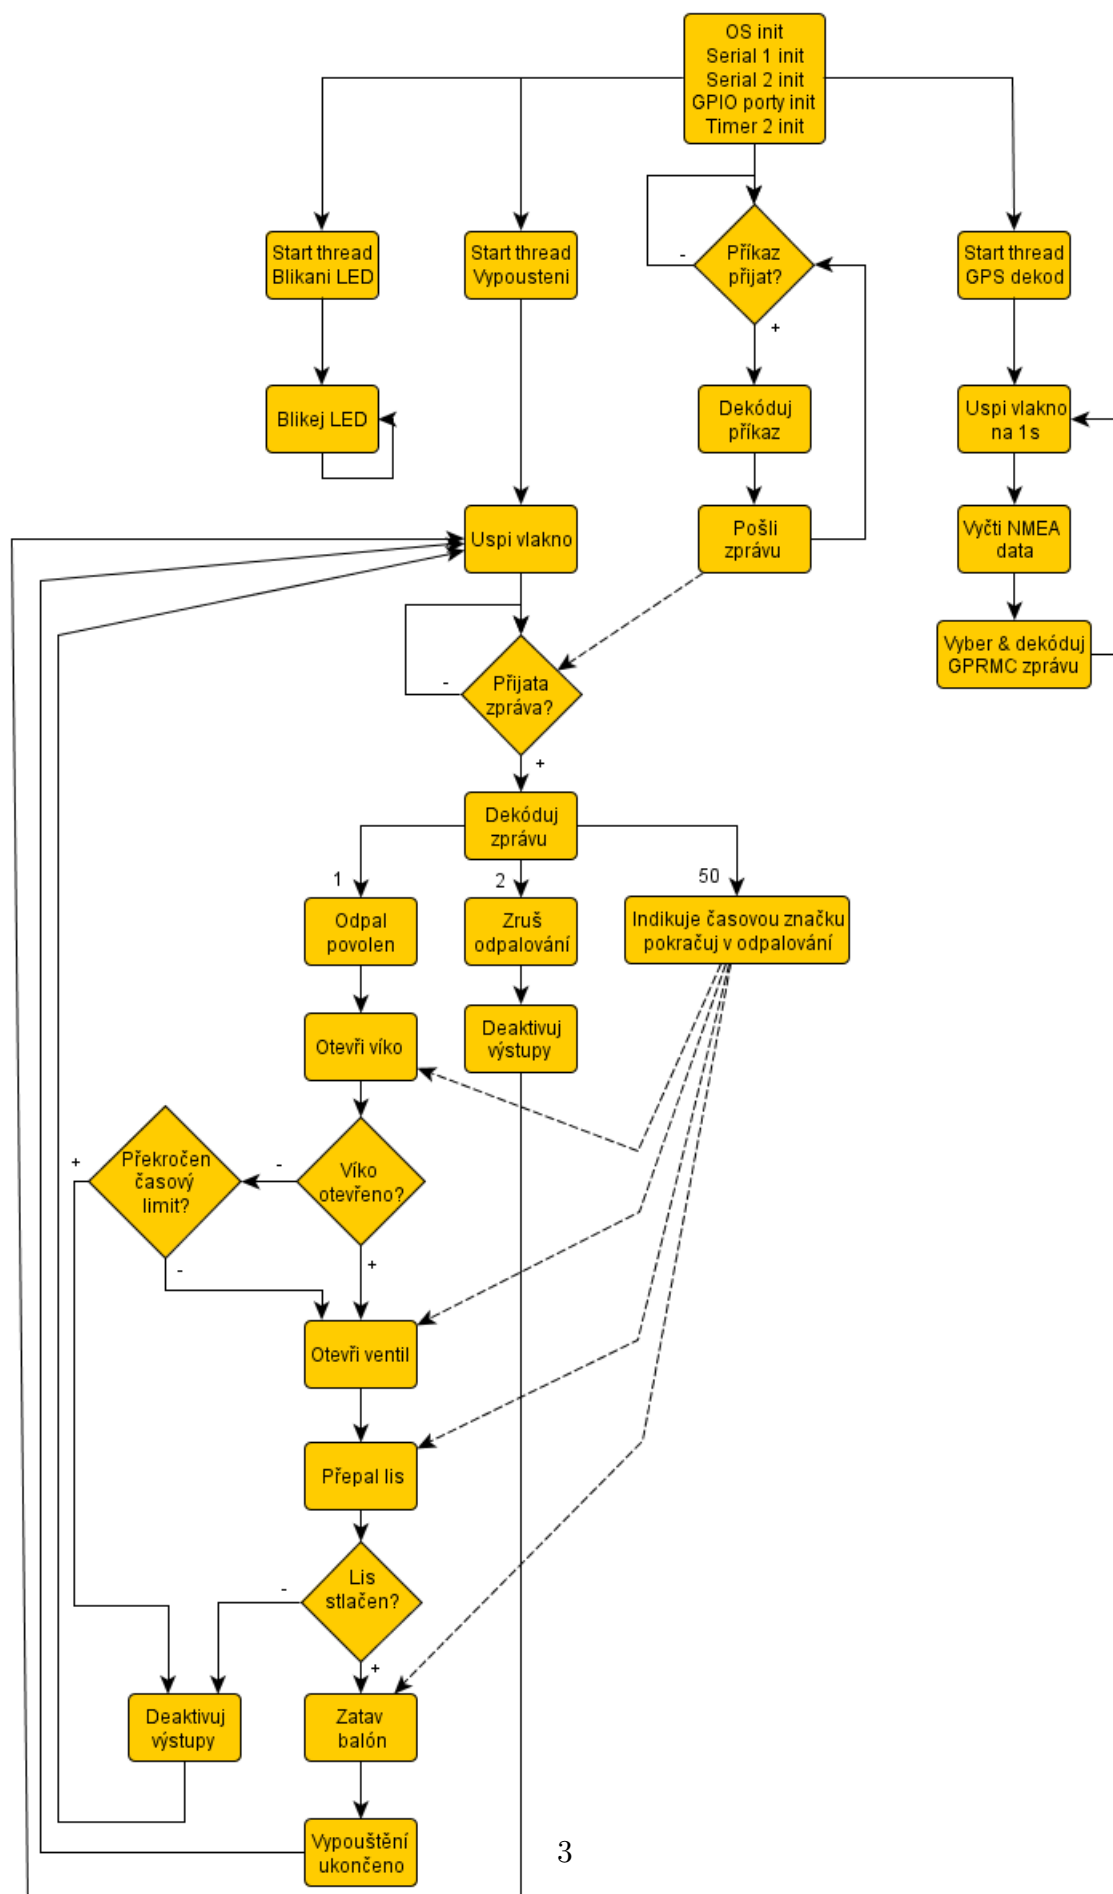 OS init
Serial 1 init
Serial 2 init
GPIO porty init
Timer 2 init
Start thread
Blikani LED
Start thread
Vypousteni
Příkaz
přijat?
-
+
Start thread
GPS dekod
Blikej LED
Dekóduj
příkaz
Uspi vlakno
na 1s
Uspi vlakno
Pošli
zprávu
Vyčti NMEA
data
Vyber & dekóduj
GPRMC zprávu
Přijata
zpráva?
-
+
Dekóduj
zprávu
1
2
50
Odpal
povolen
Zruš
odpalování
Indikuje časovou značku
pokračuj v odpalování
Otevři víko
Deaktivuj
výstupy
Překročen
časový
limit?
+
-
Víko
otevřeno?
-
+
Otevři ventil
Přepal lis
Lis
stlačen?
-
+
Deaktivuj
výstupy
Zatav
balón
Vypouštění
ukončeno
3